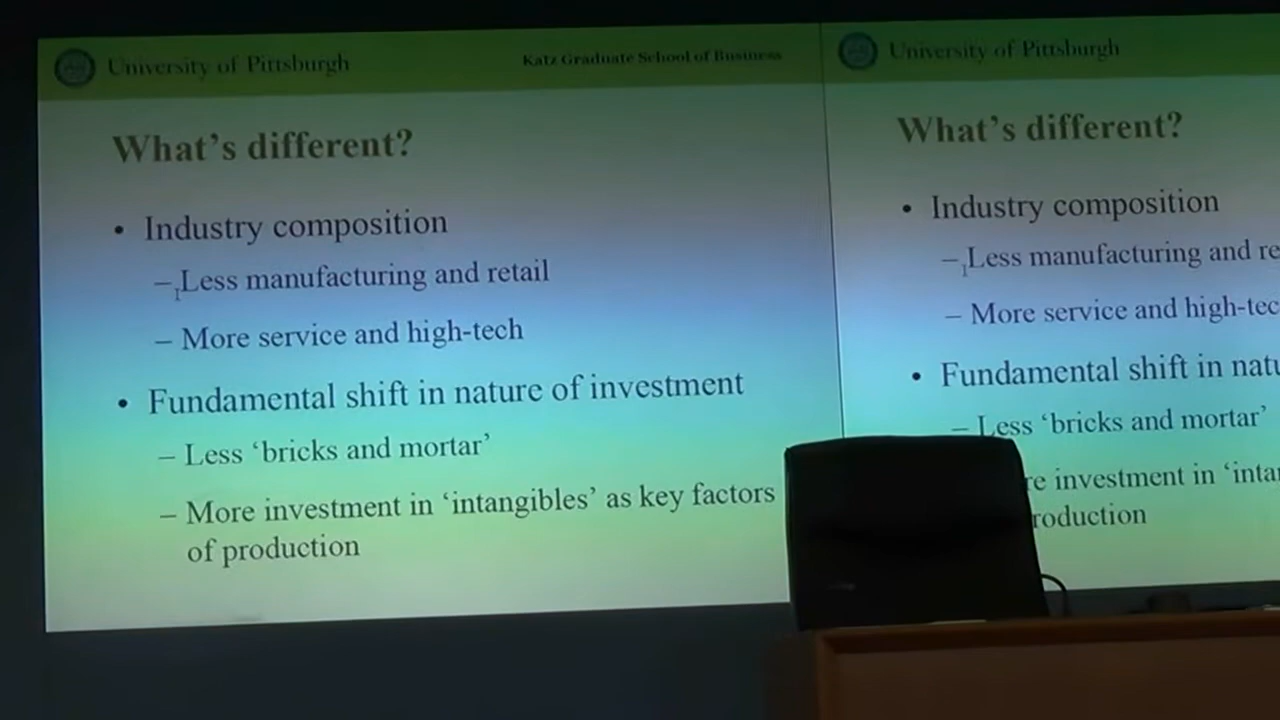 University of Pittsburgh
Katz Graduate School of Business
What's different?
• Industry composition
– Less manufacturing and retail
– More service and high-tech
• Fundamental shift in nature of investment
– Less ‘bricks and mortar’
– More investment in ‘intangibles’ as key factors
of production
University of Pittsburgh
What's different?
• Industry composition
– Less manufacturing and re
– More service and high-tec
• Fundamental shift in natu
– Less ‘bricks and mortar’
re investment in ‘inta
roduction